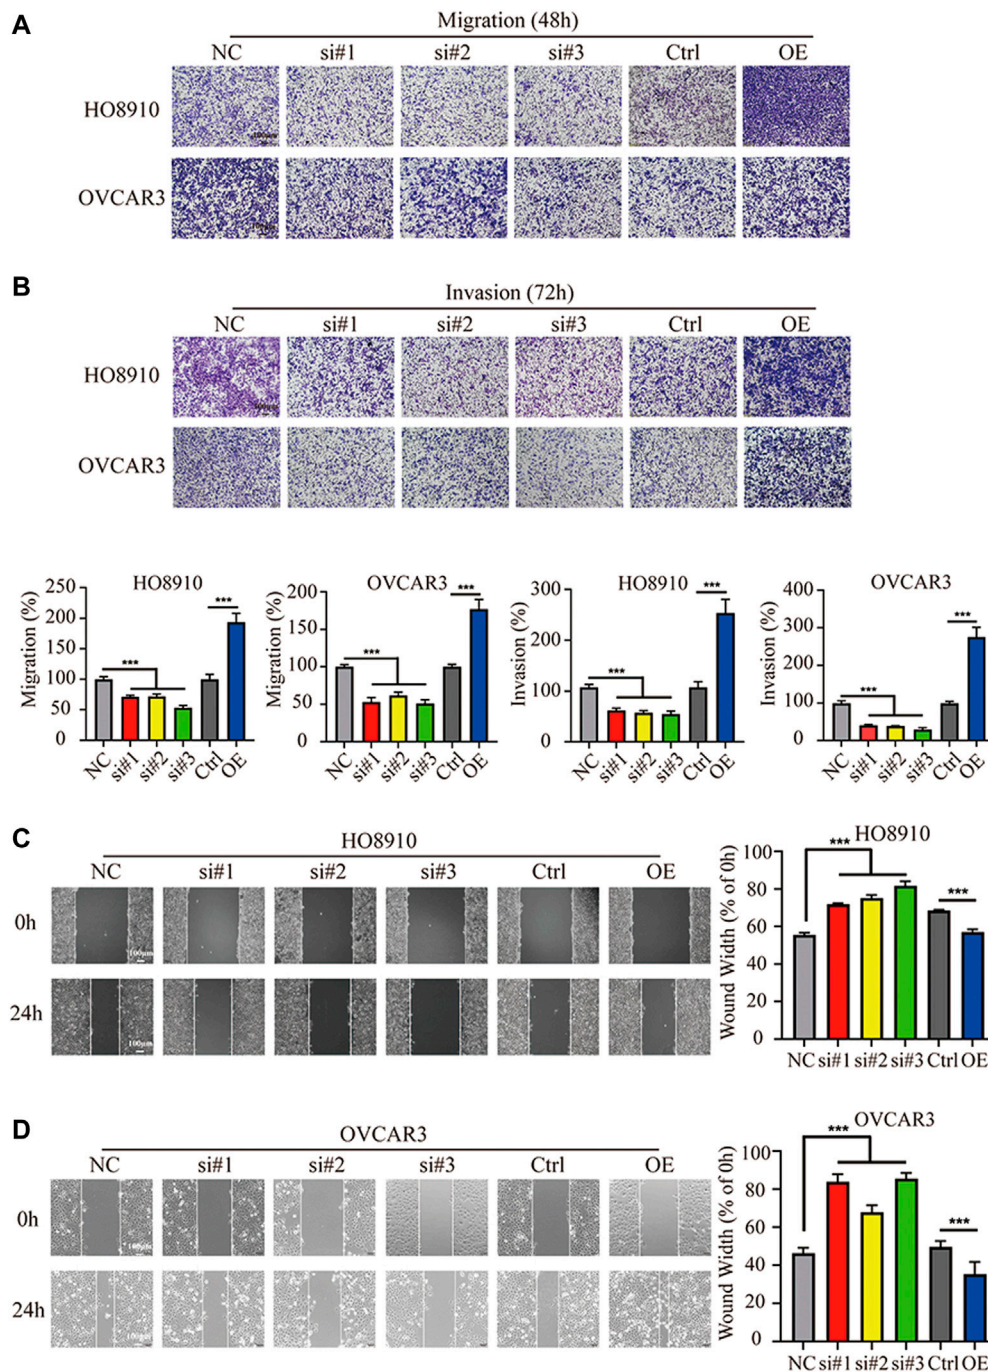 A
Migration (48h)
NC si#1 si#2 si#3 Ctrl OE
HO8910
100μm
OVCAR3
B
Invasion (72h)
NC si#1 si#2 si#3 Ctrl OE
HO8910
OVCAR3
HO8910
Migration (%)
250
200
150
100
50
0
***
***
NC si#1 si#2 si#3 Ctrl OE
OVCAR3
Migration (%)
200
150
100
50
0
***
***
NC si#1 si#2 si#3 Ctrl OE
HO8910
Invasion (%)
300
200
100
0
***
***
NC si#1 si#2 si#3 Ctrl OE
OVCAR3
Invasion (%)
400
300
200
100
0
***
***
NC si#1 si#2 si#3 Ctrl OE
C
HO8910
NC si#1 si#2 si#3 Ctrl OE
0h
100μm
24h
100μm
HO8910
Wound Width (% of 0h)
100
80
60
40
20
0
***
***
NC si#1 si#2 si#3 Ctrl OE
D
OVCAR3
NC si#1 si#2 si#3 Ctrl OE
0h
100μm
24h
100μm
OVCAR3
Wound Width (% of 0h)
100
80
60
40
20
0
***
***
NC si#1 si#2 si#3 Ctrl OE